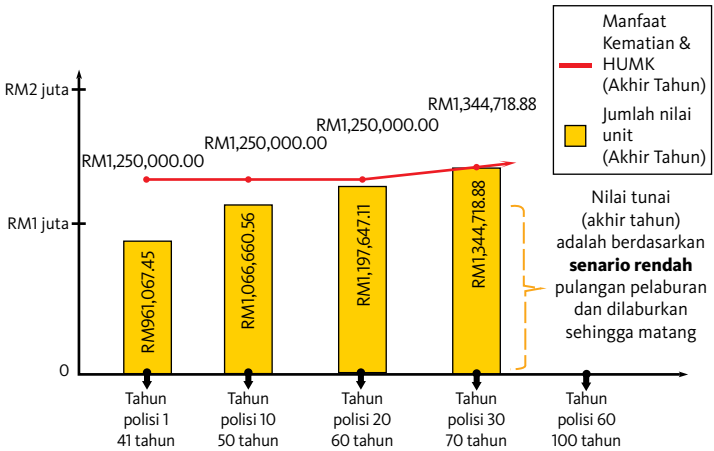 Manfaat
Kematian &
HUMK
(Akhir Tahun)
Jumlah nilai
unit
(Akhir Tahun)
RM2 juta
RM1 juta
0
RM1,250,000.00
RM1,250,000.00
RM1,250,000.00
RM1,344,718.88
RM961,067.45
RM1,066,660.56
RM1,197,647.11
RM1,344,718.88
Nilai tunai
(akhir tahun)
adalah berdasarkan
senario rendah
pulangan pelaburan
dan dilaburkan
sehingga matang
Tahun
polisi 1
41 tahun
Tahun
polisi 10
50 tahun
Tahun
polisi 20
60 tahun
Tahun
polisi 30
70 tahun
Tahun
polisi 60
100 tahun